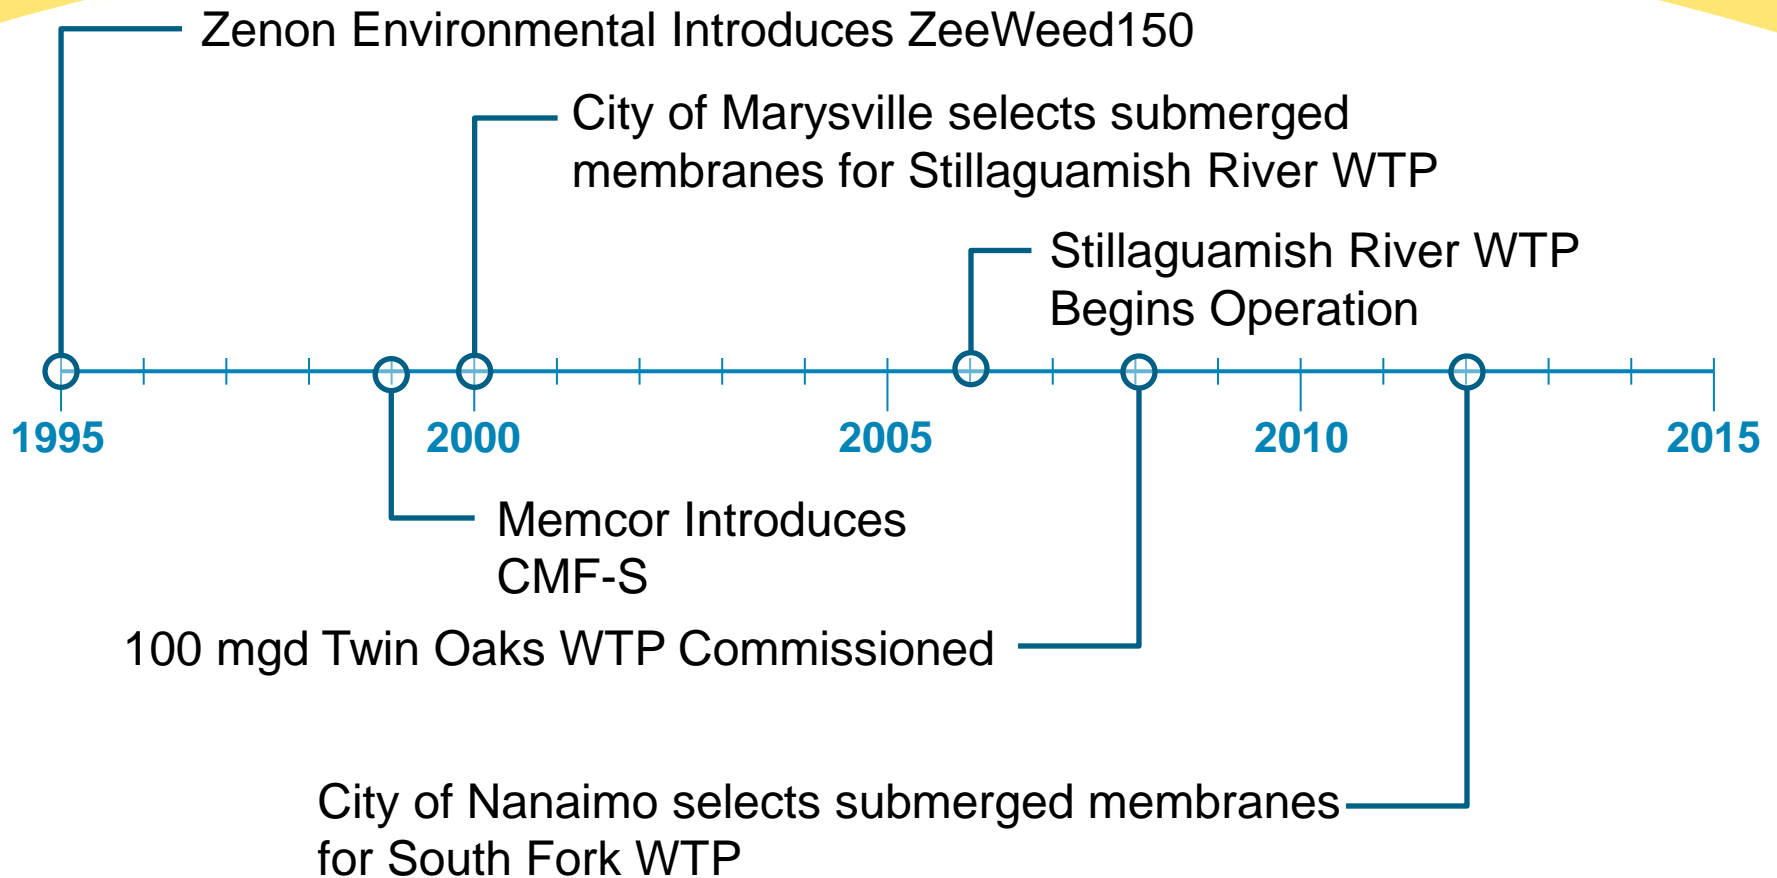 Zenon Environmental Introduces ZeeWeed150
City of Marysville selects submerged
membranes for Stillaguamish River WTP
Stillaguamish River WTP
Begins Operation
1995
2000
2005
2010
2015
Memcor Introduces
CMF-S
100 mgd Twin Oaks WTP Commissioned
City of Nanaimo selects submerged membranes
for South Fork WTP